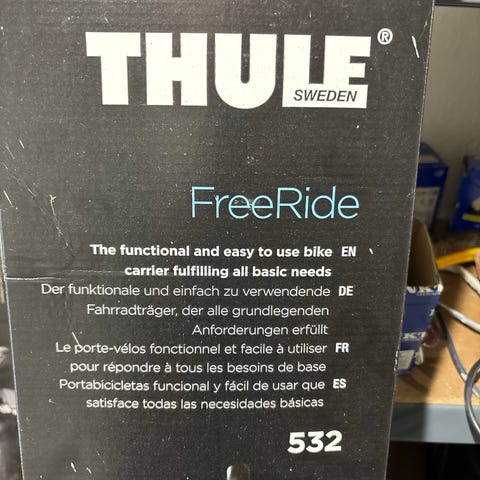 THULE®
SWEDEN
FreeRide
The functional and easy to use bike EN
carrier fulfilling all basic needs
Der funktionale und einfach zu verwendende DE
Fahrradträger, der alle grundlegenden
Anforderungen erfüllt
Le porte-vélos fonctionnel et facile à utiliser FR
pour répondre à tous les besoins de base
Portabicicletas funcional y fácil de usar que ES
satisface todas las necesidades básicas
532